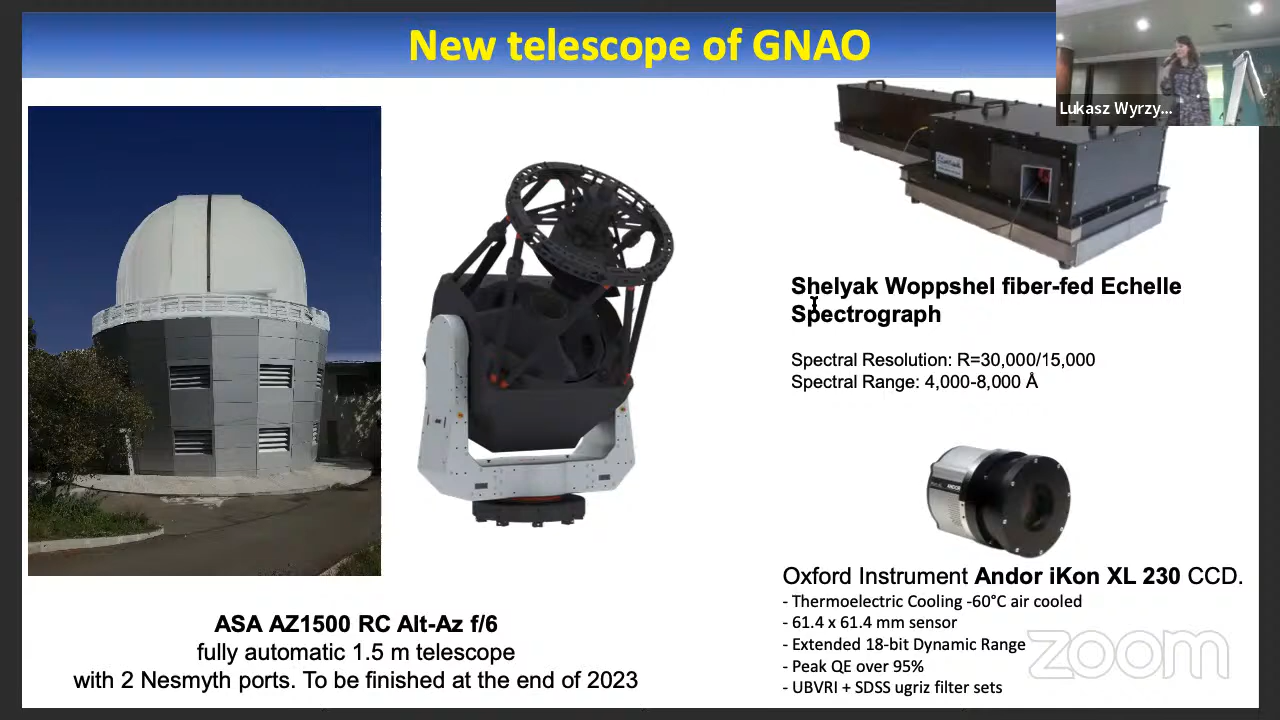 New telescope of GNAO
Lukasz Wyrzy...
Shelyak Woppshel fiber-fed Echelle
Spectrograph
Spectral Resolution: R=30,000/15,000
Spectral Range: 4,000-8,000 Å
ANDOR
Oxford Instrument Andor iKon XL 230 CCD.
- Thermoelectric Cooling -60°C air cooled
- 61.4 x 61.4 mm sensor
- Extended 18-bit Dynamic Range
- Peak QE over 95%
- UBVRI + SDSS ugriz filter sets
ASA AZ1500 RC Alt-Az f/6
fully automatic 1.5 m telescope
with 2 Nesmyth ports. To be finished at the end of 2023
zoom